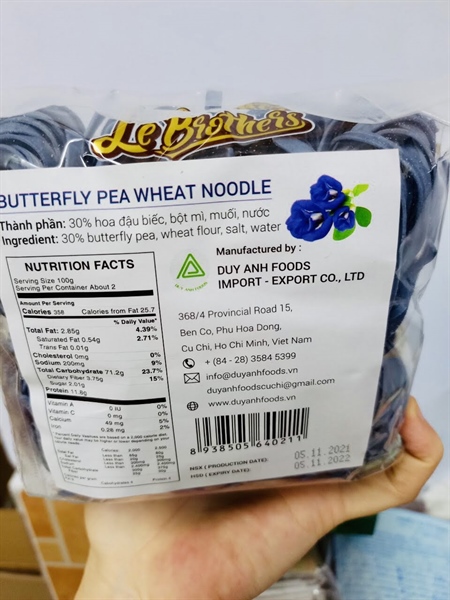 Le Brothers
BUTTERFLY PEA WHEAT NOODLE
Thành phần: 30% hoa đậu biếc, bột mì, muối, nước
Ingredient: 30% butterfly pea, wheat flour, salt, water
NUTRITION FACTS
Serving Size 100g
Serving Per Container About 2
Amount Per Serving
Calories 358 Calories from Fat 25.7
% Daily Value*
Total Fat: 2.85g 4.39%
Saturated Fat 0.54g 2.71%
Trans Fat 0.01g
Cholesterol 0mg 0%
Sodium 200mg 9%
Total Carbohydrate 71.2g 23.7%
Dietary Fiber 3.75g 15%
Sugar 2.01g
Protein 11.8g
Vitamin A 0 IU 0%
Vitamin C 0 mg 0%
Calcium 49 mg 5%
Iron 0.26 mg 2%
Manufactured by :
DUY ANH FOODS
DUY ANH FOODS
IMPORT - EXPORT CO., LTD
368/4 Provincial Road 15,
Ben Co, Phu Hoa Dong,
Cu Chi, Ho Chi Minh, Viet Nam
+ (84 - 28) 3584 5399
info@duyanhfoods.vn
duyanhfoodscuchi@gmail.com
www.duyanhfoods.vn
8 938505 640211
NSX ( PRODUCTION DATE): 05.11.2021
HSD ( EXPIRY DATE): 05.11.2022